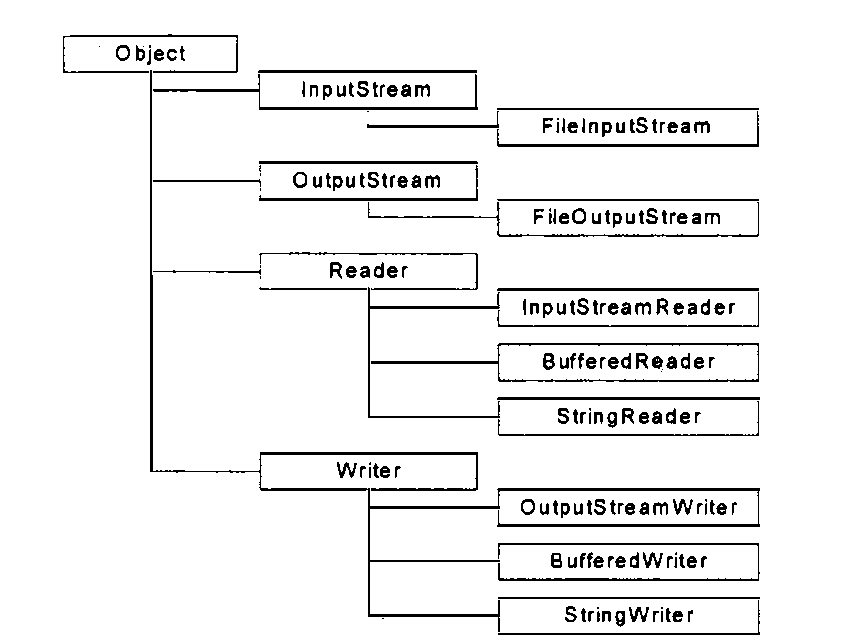 Object
InputStream
FileInputStream
OutputStream
FileOutputStream
Reader
InputStreamReader
BufferedReader
StringReader
Writer
OutputStreamWriter
BufferedWriter
StringWriter